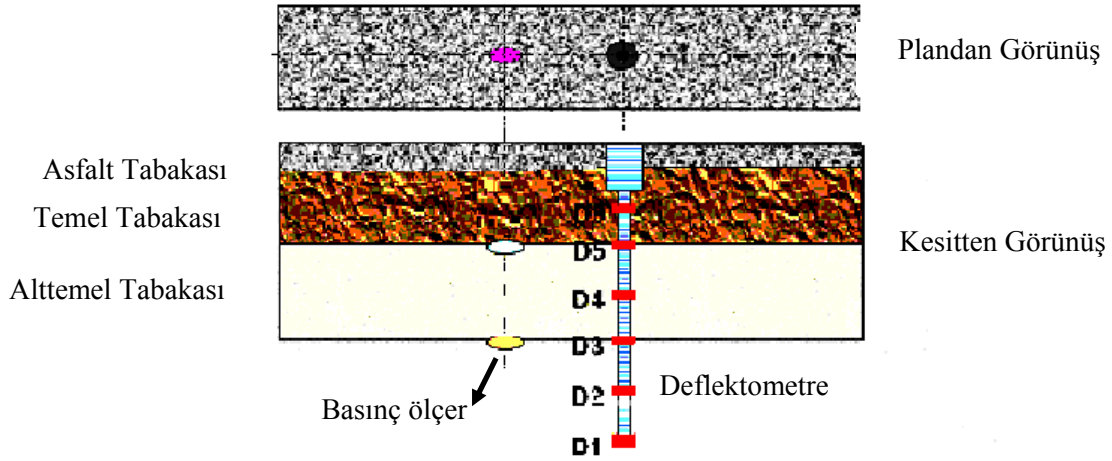 Plandan Görünüş
Asfalt Tabakası
Temel Tabakası
Kesitten Görünüş
D5
Alttemel Tabakası
D4
D3
Deflektometre
D2
Basınç ölçer
D1